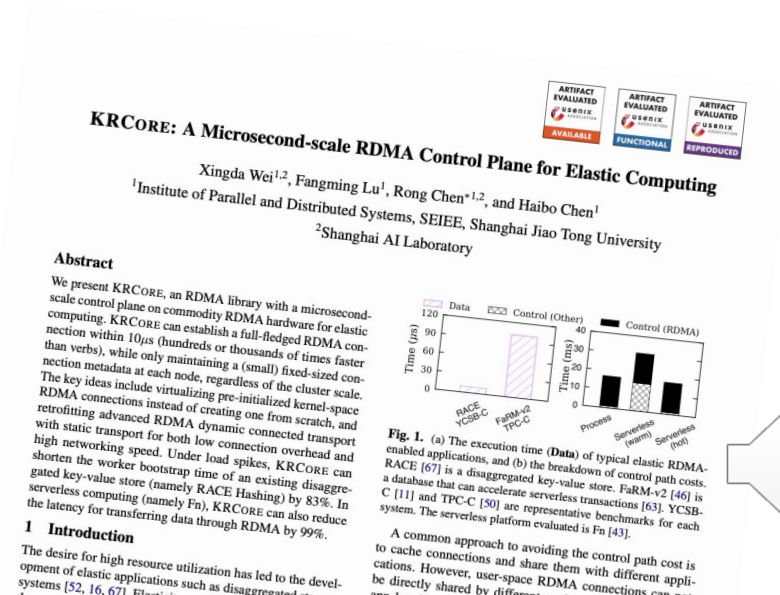 ARTIFACT
EVALUATED
usenix
ASSOCIATION
AVAILABLE
ARTIFACT
EVALUATED
usenix
ASSOCIATION
FUNCTIONAL
ARTIFACT
EVALUATED
usenix
ASSOCIATION
REPRODUCED
KRCORE: A Microsecond-scale RDMA Control Plane for Elastic Computing
Xingda Wei1,2, Fangming Lu1, Rong Chen*1,2, and Haibo Chen1
1Institute of Parallel and Distributed Systems, SEIEE, Shanghai Jiao Tong University
2Shanghai AI Laboratory
Abstract
We present KRCORE, an RDMA library with a microsecond-
scale control plane on commodity RDMA hardware for elastic
computing. KRCORE can establish a full-fledged RDMA con-
nection within 10μs (hundreds or thousands of times faster
than verbs), while only maintaining a (small) fixed-sized con-
nection metadata at each node, regardless of the cluster scale.
The key ideas include virtualizing pre-initialized kernel-space
RDMA connections instead of creating one from scratch, and
retrofitting advanced RDMA dynamic connected transport
with static transport for both low connection overhead and
high networking speed. Under load spikes, KRCORE can
shorten the worker bootstrap time of an existing disaggre-
gated key-value store (namely RACE Hashing) by 83%. In
serverless computing (namely Fn), KRCORE can also reduce
the latency for transferring data through RDMA by 99%.
1 Introduction
The desire for high resource utilization has led to the devel-
opment of elastic applications such as disaggregated
systems [52, 16, 67].
Data
Control (Other)
Control (RDMA)
Time (μs)
120
90
60
30
0
RACE
YCSB-C
FaRM-v2
TPC-C
Time (ms)
40
30
20
10
0
Process
Serverless
(warm)
Serverless
(hot)
Fig. 1. (a) The execution time (Data) of typical elastic RDMA-
enabled applications, and (b) the breakdown of control path costs.
RACE [67] is a disaggregated key-value store. FaRM-v2 [46] is
a database that can accelerate serverless transactions [63]. YCSB-
C [11] and TPC-C [50] are representative benchmarks for each
system. The serverless platform evaluated is Fn [43].
A common approach to avoiding the control path cost is
to cache connections and share them with different appli-
cations. However, user-space RDMA connections can
be directly shared by